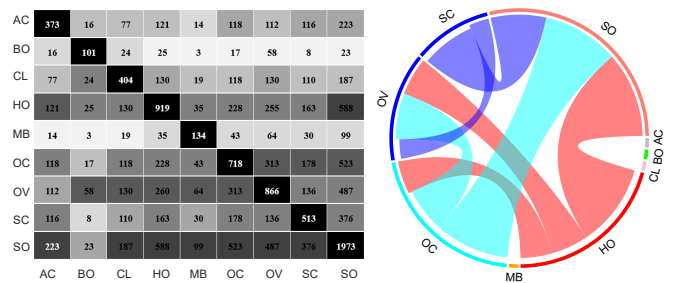 AC 373 16 77 121 14 118 112 116 223
BO 16 101 24 25 3 17 58 8 23
CL 77 24 404 130 19 118 130 110 187
HO 121 25 130 919 35 228 255 163 588
MB 14 3 19 35 134 43 64 30 99
OC 118 17 118 228 43 718 313 178 523
OV 112 58 130 260 64 313 866 136 487
SC 116 8 110 163 30 178 136 513 376
SO 223 23 187 588 99 523 487 376 1973
AC BO CL HO MB OC OV SC SO
SC
SO
OV
AC
BO
CL
HO
OC
MB